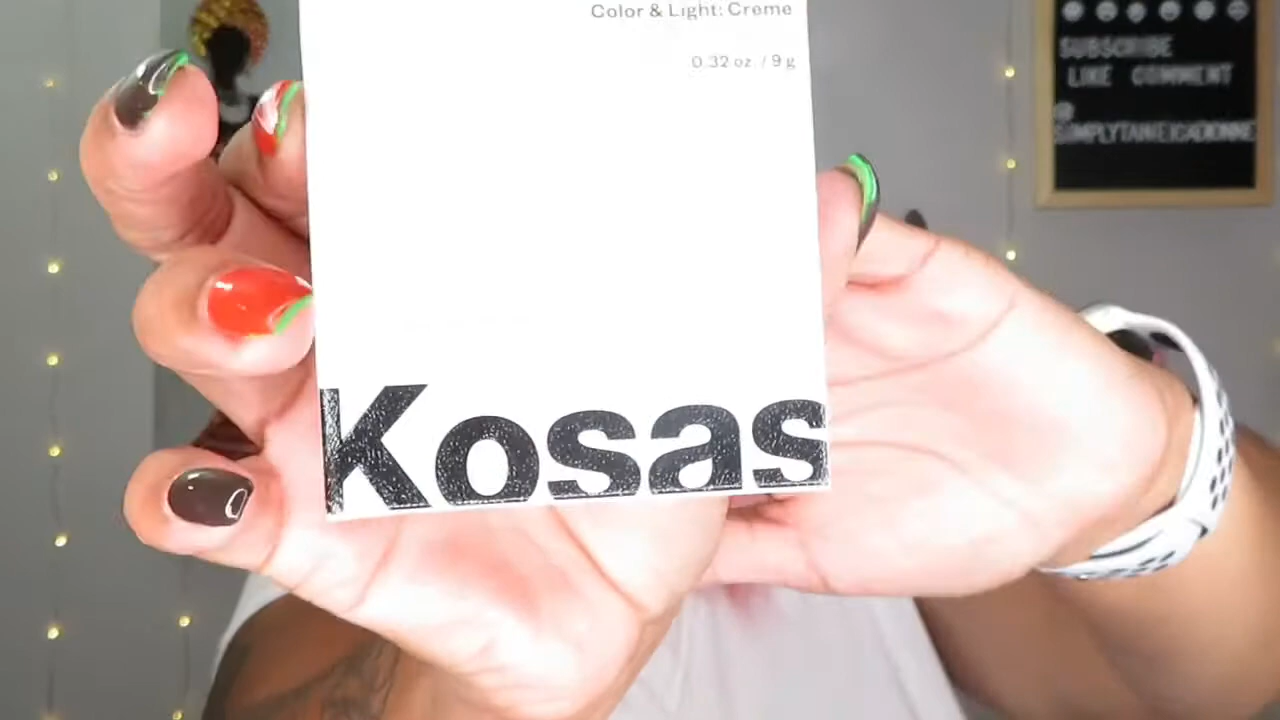 Color & Light: Creme
0.32 oz. / 9 g
SUBSCRIBE
LIKE COMMENT
@
Kosas